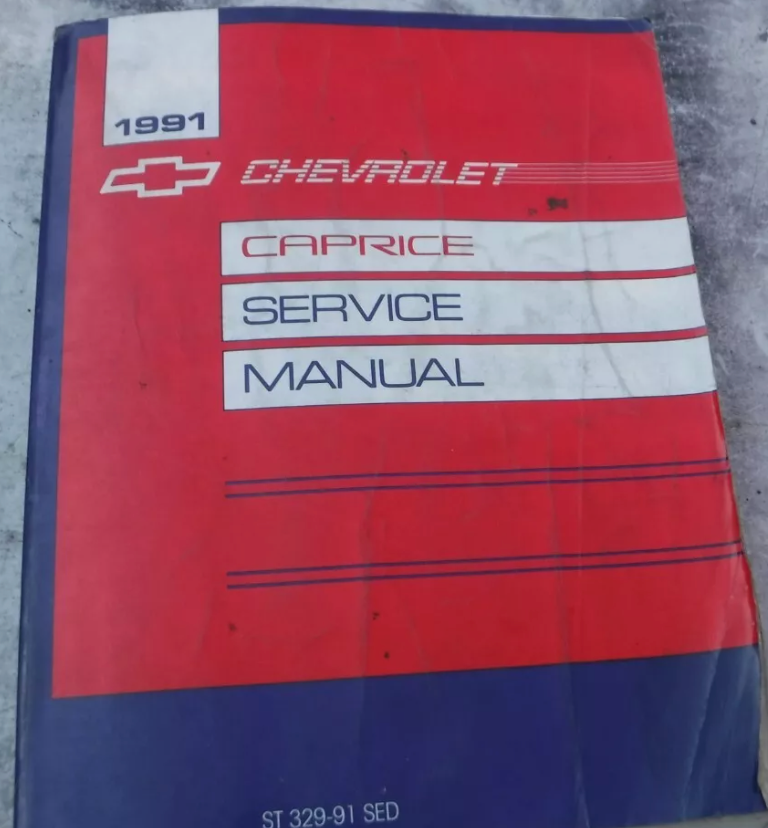 1991
CHEVROLET
CAPRICE
SERVICE
MANUAL
ST 329-91 SED